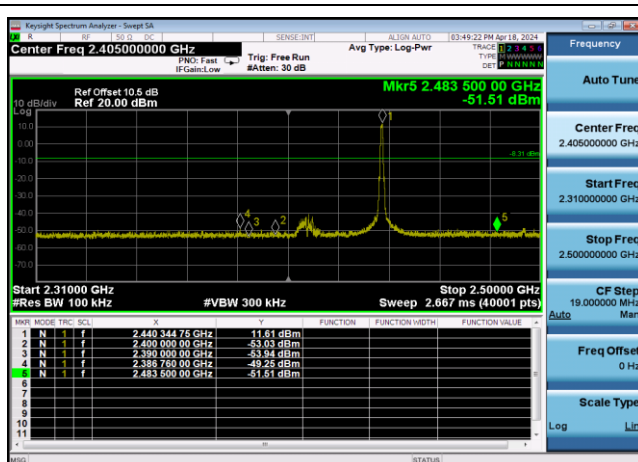 Keysight Spectrum Analyzer - Swept SA
R RF 50 Ω DC SENSE:INT ALIGN AUTO 03:49:22 PM Apr 18, 2024
Center Freq 2.405000000 GHz
PNO: Fast
IFGain:Low
Trig: Free Run
#Atten: 30 dB
Avg Type: Log-Pwr
TRACE 1 2 3 4 5 6
TYPE M WWWWW
DET P N N N N N
Ref Offset 10.5 dB
Ref 20.00 dBm
10 dB/div
Log
Mkr5 2.483 500 00 GHz
-51.51 dBm
10.0
0.00
-10.0
-20.0
-30.0
-40.0
-50.0
-60.0
-70.0
1
-8.31 dBm
4
3
2
5
Start 2.31000 GHz
Stop 2.50000 GHz
#Res BW 100 kHz
#VBW 300 kHz
Sweep 2.667 ms (40001 pts)
MKR MODE TRC SCL X Y FUNCTION FUNCTION WIDTH FUNCTION VALUE
1 N 1 f 2.440 344 75 GHz 11.61 dBm
2 N 1 f 2.400 000 00 GHz -53.03 dBm
3 N 1 f 2.390 000 00 GHz -53.94 dBm
4 N 1 f 2.386 760 00 GHz -49.25 dBm
5 N 1 f 2.483 500 00 GHz -51.51 dBm
6
7
8
9
10
11
MSG
STATUS
Frequency
Auto Tune
Center Freq
2.405000000 GHz
Start Freq
2.310000000 GHz
Stop Freq
2.500000000 GHz
CF Step
19.000000 MHz
Auto Man
Freq Offset
0 Hz
Scale Type
Log Lin